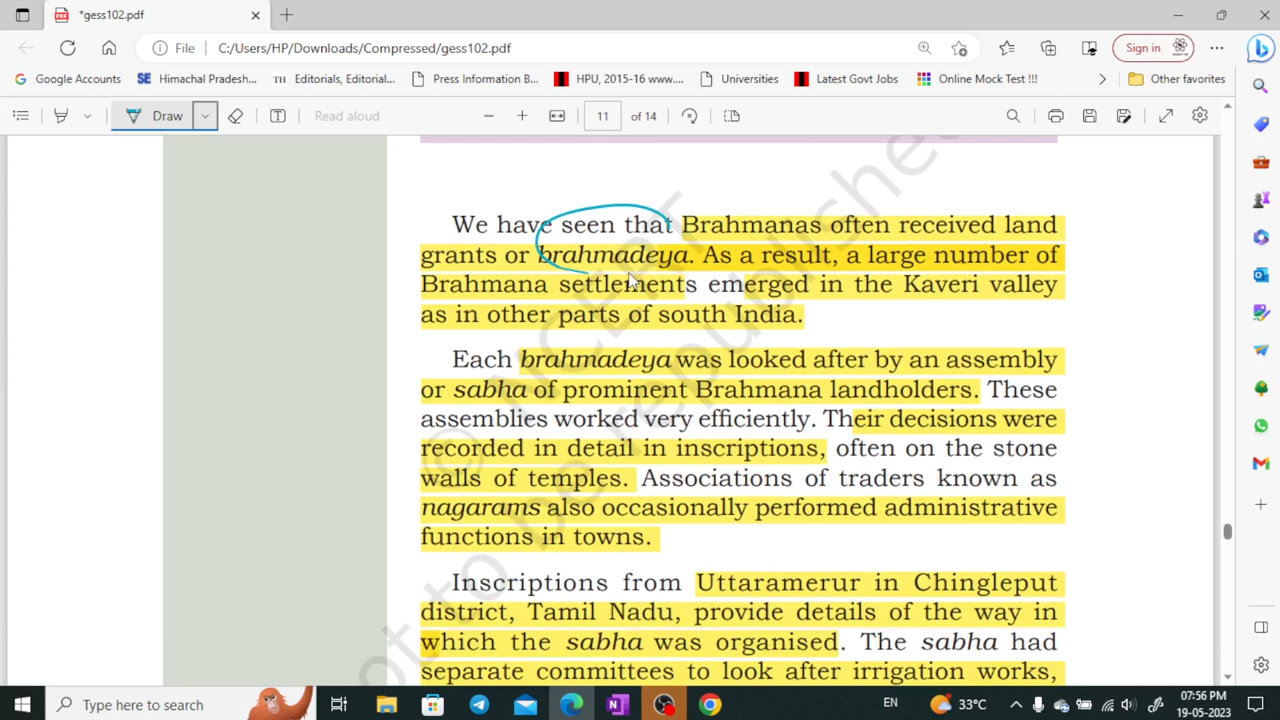 *gess102.pdf
File C:/Users/HP/Downloads/Compressed/gess102.pdf Sign in
Google Accounts SE Himachal Pradesh... TH Editorials, Editorial... Press Information B... HPU, 2015-16 www.... Universities Latest Govt Jobs Online Mock Test !!! Other favorites
Draw Read aloud 11 of 14
We have seen that Brahmanas often received land
grants or brahmadeya. As a result, a large number of
Brahmana settlements emerged in the Kaveri valley
as in other parts of south India.
Each brahmadeya was looked after by an assembly
or sabha of prominent Brahmana landholders. These
assemblies worked very efficiently. Their decisions were
recorded in detail in inscriptions, often on the stone
walls of temples. Associations of traders known as
nagarams also occasionally performed administrative
functions in towns.
Inscriptions from Uttaramerur in Chingleput
district, Tamil Nadu, provide details of the way in
which the sabha was organised. The sabha had
separate committees to look after irrigation works,
© NCERT
not to be republished
Type here to search 33°C EN 07:56 PM
19-05-2023